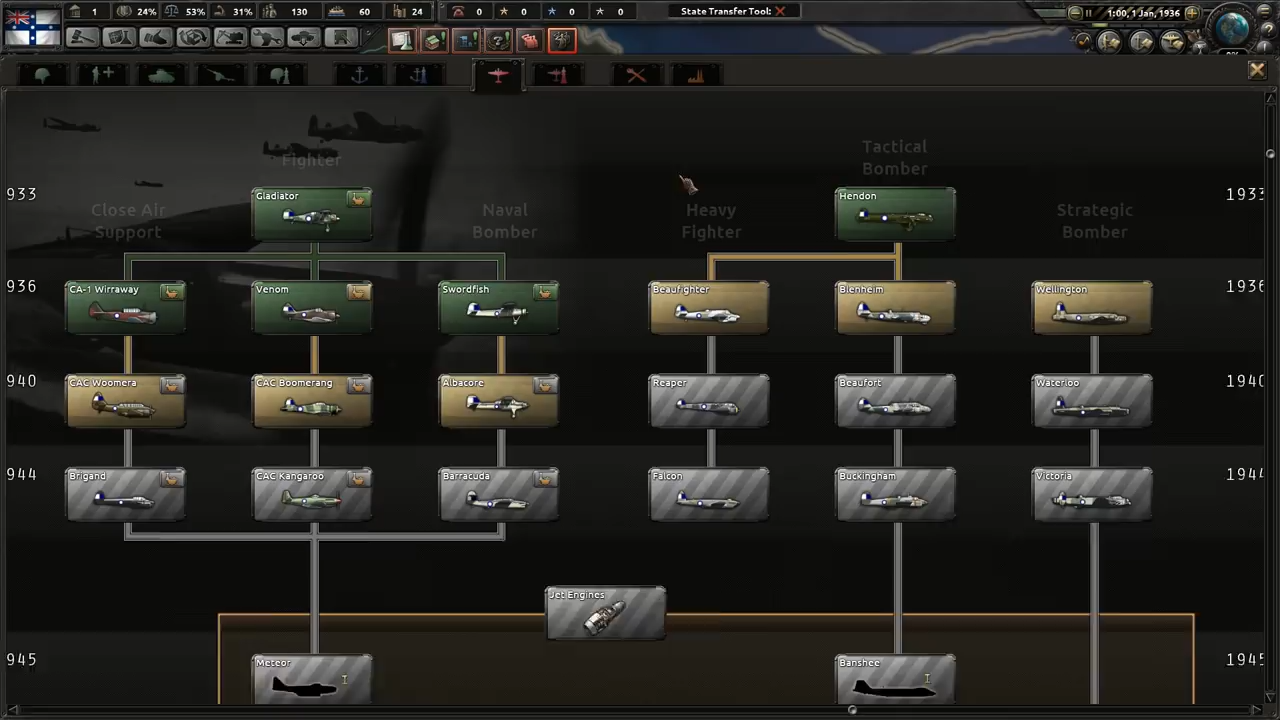 1 24% 53% 31% 130 60 24 0 0 0 0 State Transfer Tool: 1:00, 1 Jan, 1936
Fighter
Tactical
Bomber
933 Gladiator Hendon 1933
Close Air
Support
Naval
Bomber
Heavy
Fighter
Strategic
Bomber
936 CA-1 Wirraway Venom Swordfish Beaufighter Blenheim Wellington 1936
940 CAC Woomera CAC Boomerang Albacore Reaper Beaufort Waterloo 1940
944 Brigand CAC Kangaroo Barracuda Falcon Buckingham Victoria 1944
Jet Engines
945 Meteor Banshee 1945